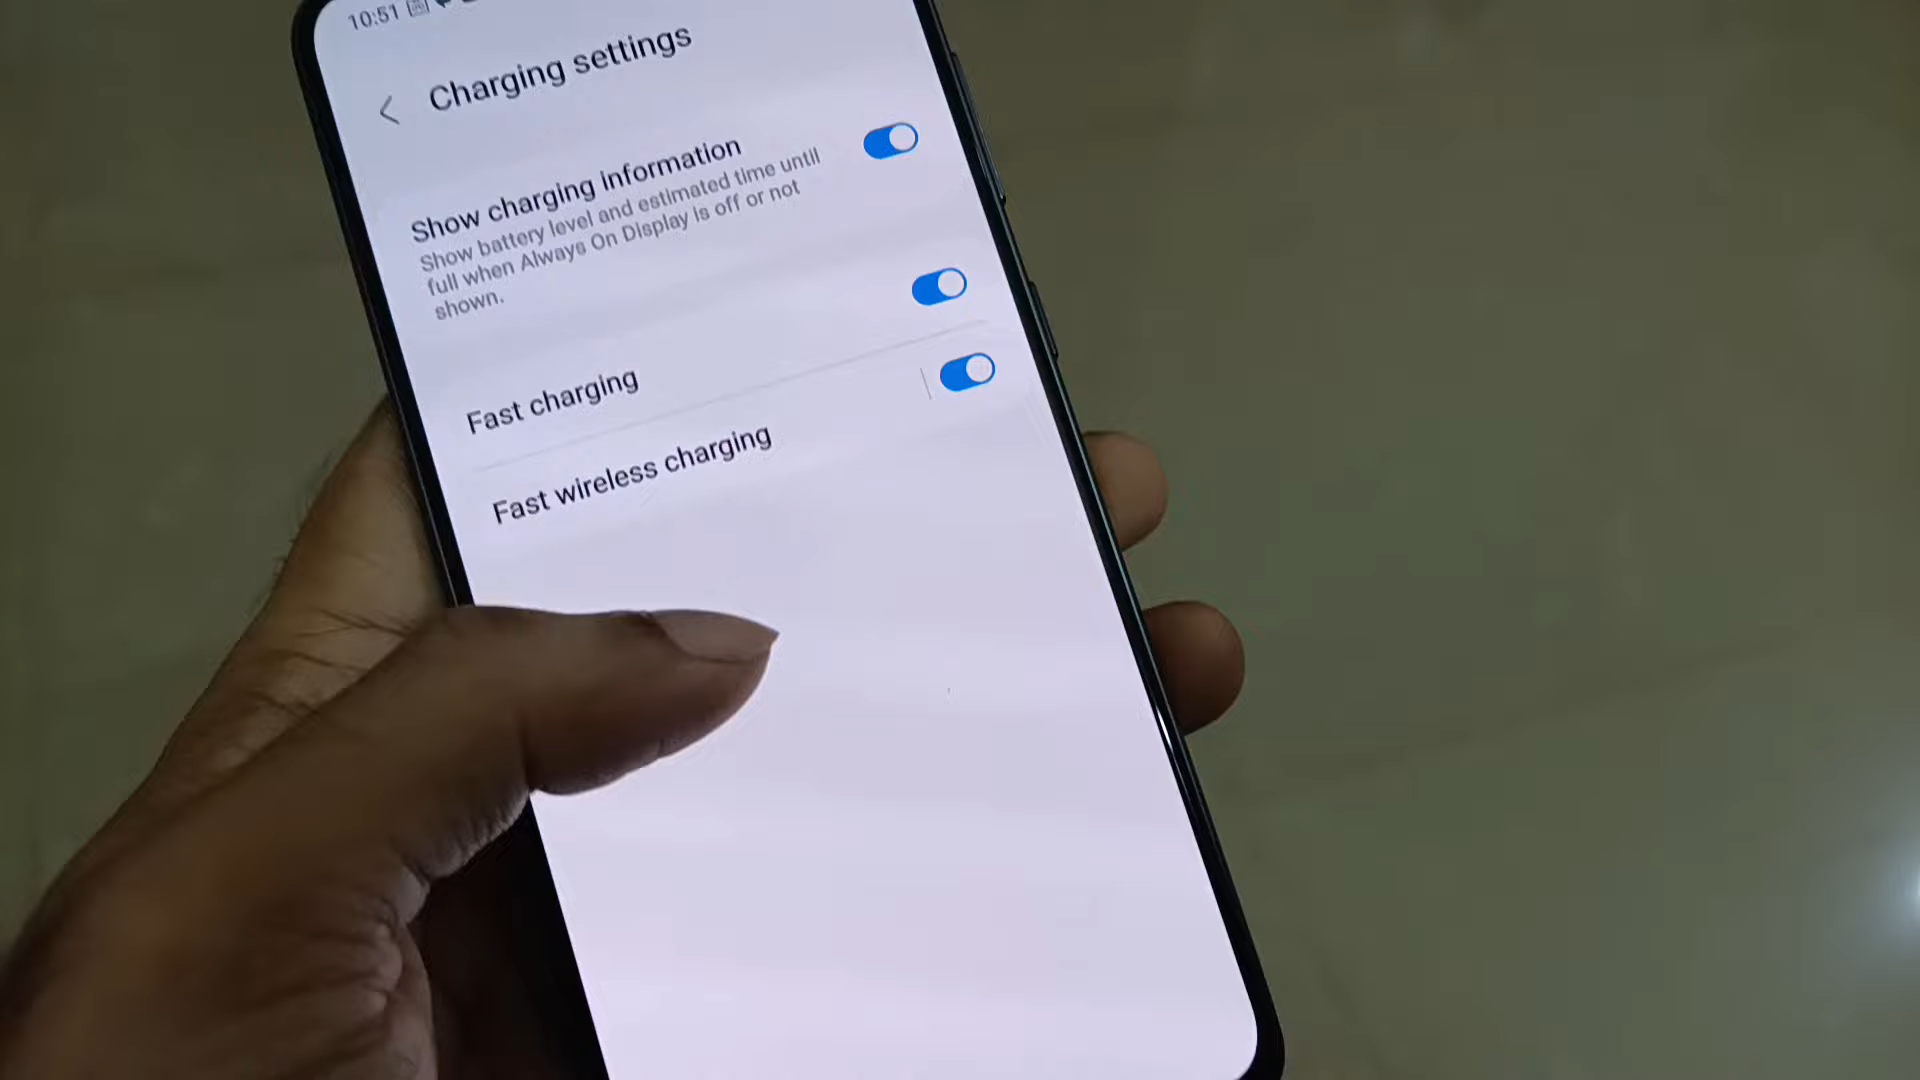 10:51
Charging settings
Show charging information
Show battery level and estimated time until
full when Always On Display is off or not
shown.
Fast charging
Fast wireless charging